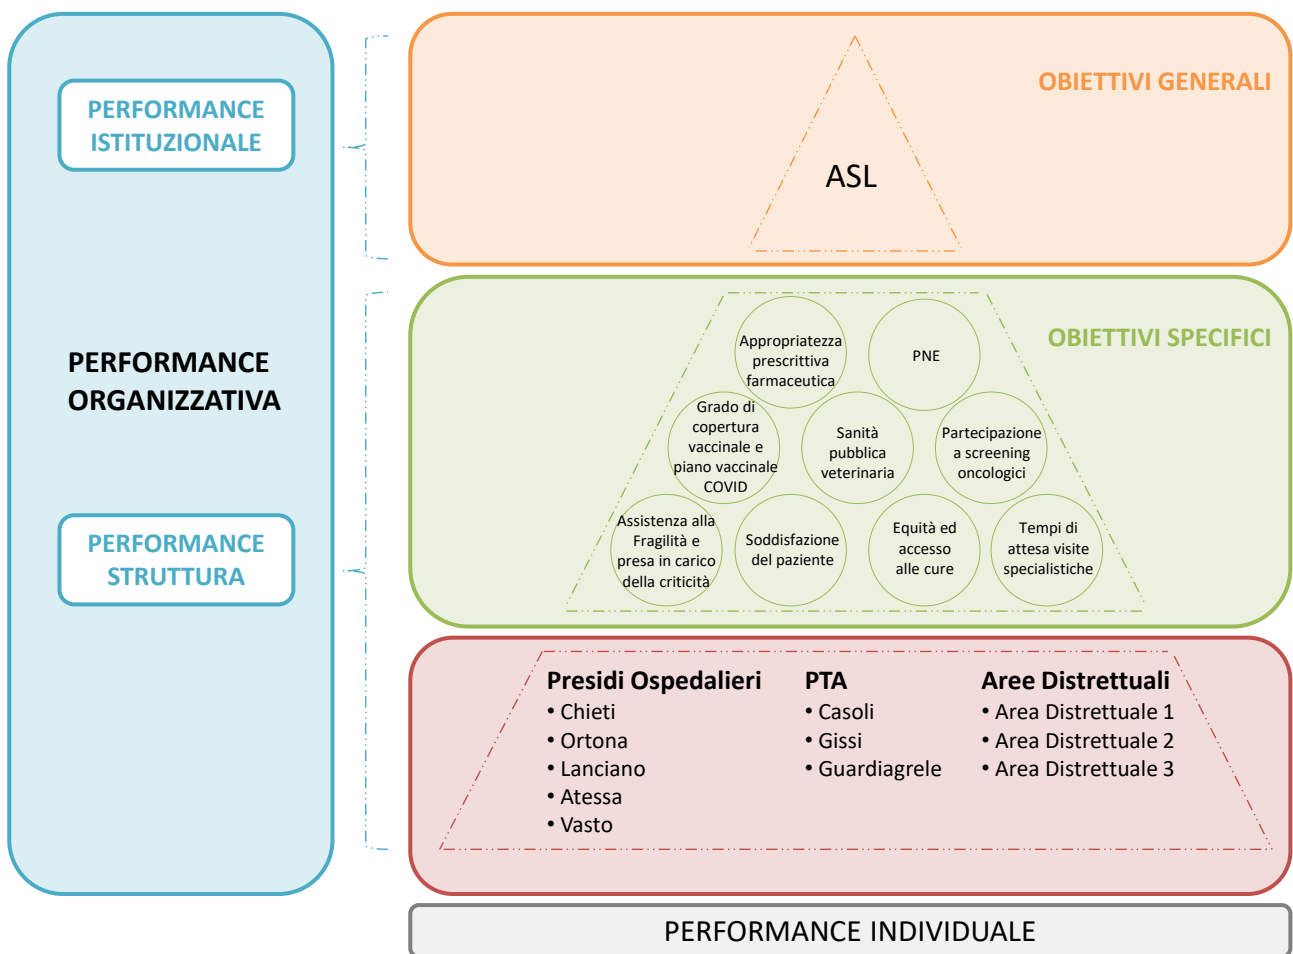 PERFORMANCE
ISTITUZIONALE
PERFORMANCE
ORGANIZZATIVA
PERFORMANCE
STRUTTURA
OBIETTIVI GENERALI
ASL
OBIETTIVI SPECIFICI
Appropriatezza
prescrittiva
farmaceutica
PNE
Grado di
copertura
vaccinale e
piano vaccinale
COVID
Sanità
pubblica
veterinaria
Partecipazione
a screening
oncologici
Assistenza alla
Fragilità e
presa in carico
della criticità
Soddisfazione
del paziente
Equità ed
accesso
alle cure
Tempi di
attesa visite
specialistiche
Presidi Ospedalieri
• Chieti
• Ortona
• Lanciano
• Atessa
• Vasto
PTA
• Casoli
• Gissi
• Guardiagrele
Aree Distrettuali
• Area Distrettuale 1
• Area Distrettuale 2
• Area Distrettuale 3
PERFORMANCE INDIVIDUALE